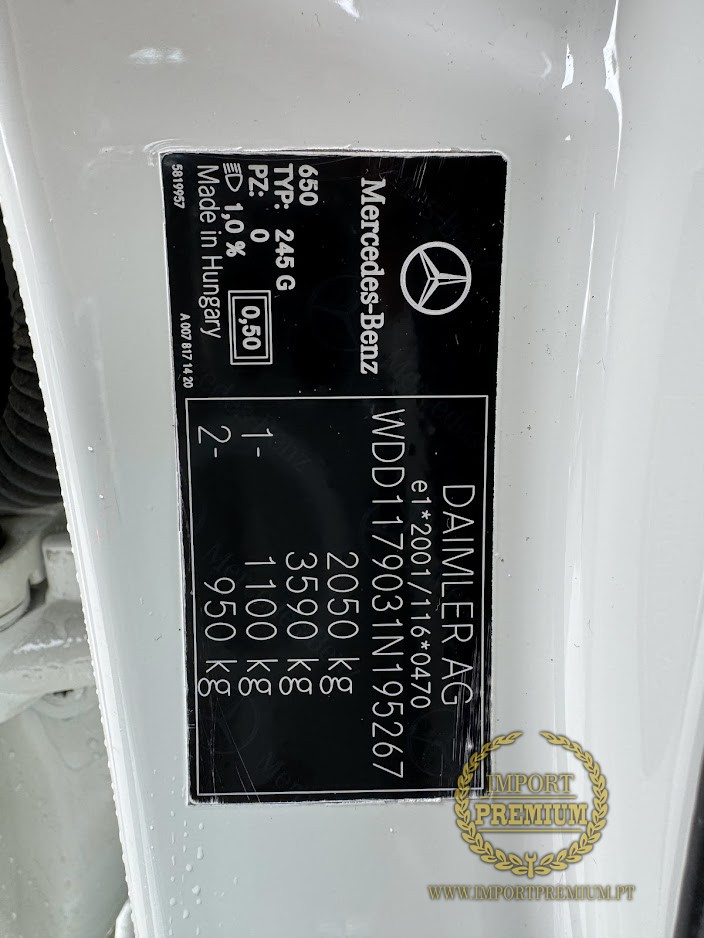 Mercedes-Benz
650
TYP: 245 G
PZ: 0
1,0 %
0,50
Made in Hungary
5819957
A 007 817 14 20
DAIMLER AG
e1*2001/116*0470
WDD1179031N195267
2050 kg
3590 kg
1- 1100 kg
2- 950 kg
IMPORT
PREMIUM
WWW.IMPORTPREMIUM.PT